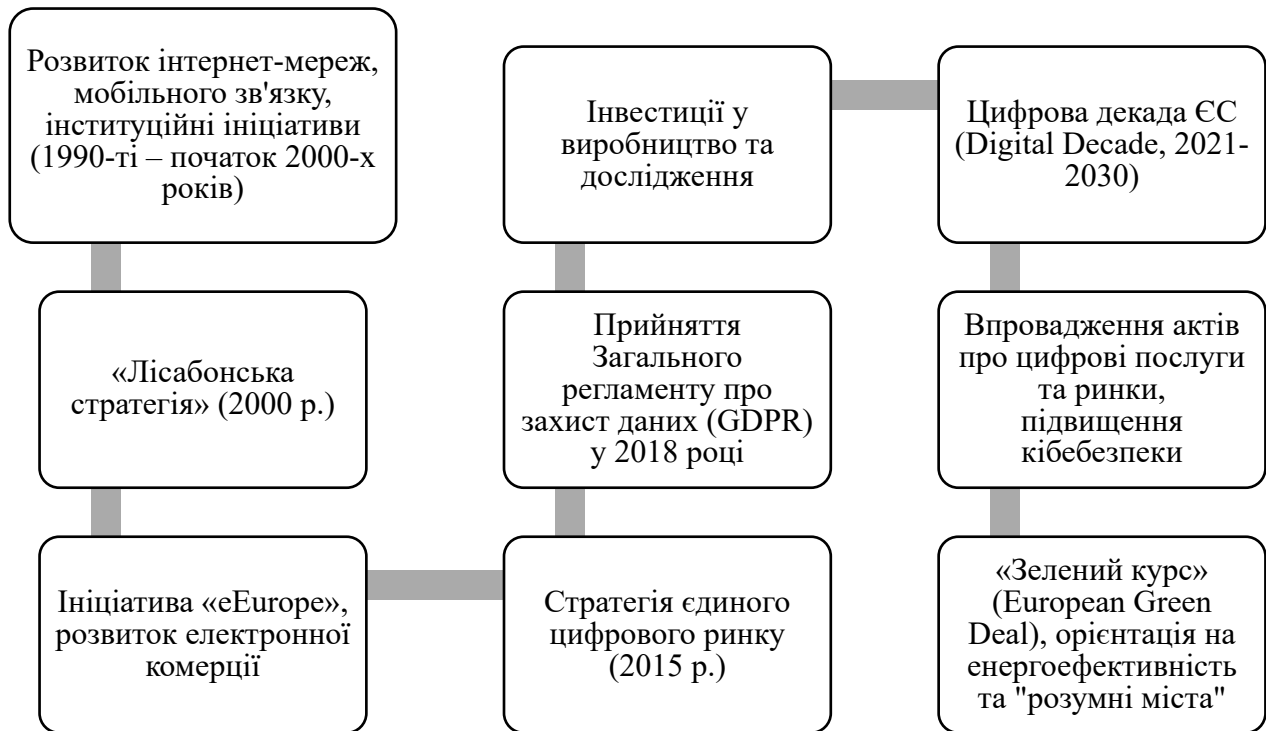 Розвиток інтернет-мереж,
мобільного зв'язку,
інституційні ініціативи
(1990-ті – початок 2000-х
років)
«Лісабонська
стратегія» (2000 р.)
Ініціатива «eEurope»,
розвиток електронної
комерції
Стратегія єдиного
цифрового ринку
(2015 р.)
Прийняття
Загального
регламенту про
захист даних (GDPR)
у 2018 році
Інвестиції у
виробництво та
дослідження
Цифрова декада ЄС
(Digital Decade, 2021-
2030)
Впровадження актів
про цифрові послуги
та ринки,
підвищення
кібебезпеки
«Зелений курс»
(European Green
Deal), орієнтація на
енергоефективність
та "розумні міста"